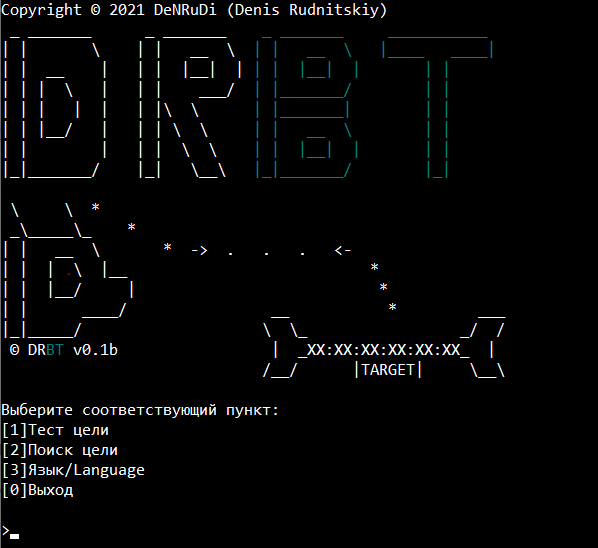 Copyright © 2021 DeNRuDi (Denis Rudnitskiy)
DRBT
© DRBT v0.1b
_XX:XX:XX:XX:XX:XX_
|TARGET|
Выберите соответствующий пункт:
[1]Тест цели
[2]Поиск цели
[3]Язык/Language
[0]Выход
>